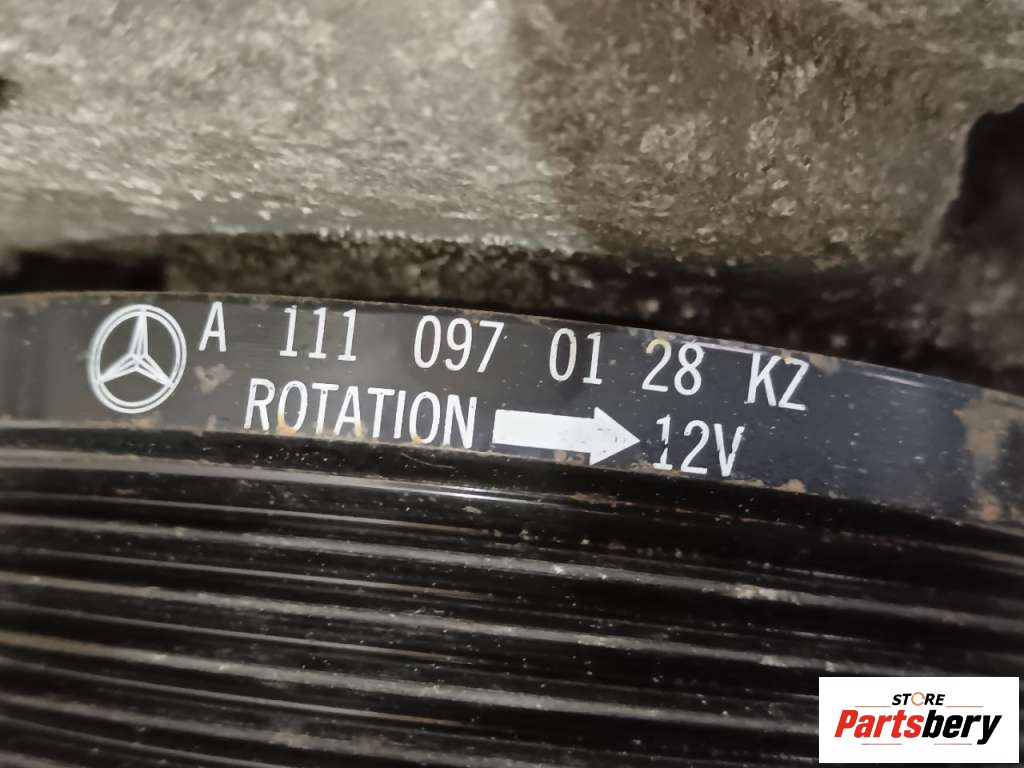 A 111 097 01 28 KZ
ROTATION 12V
STORE
Partsbery